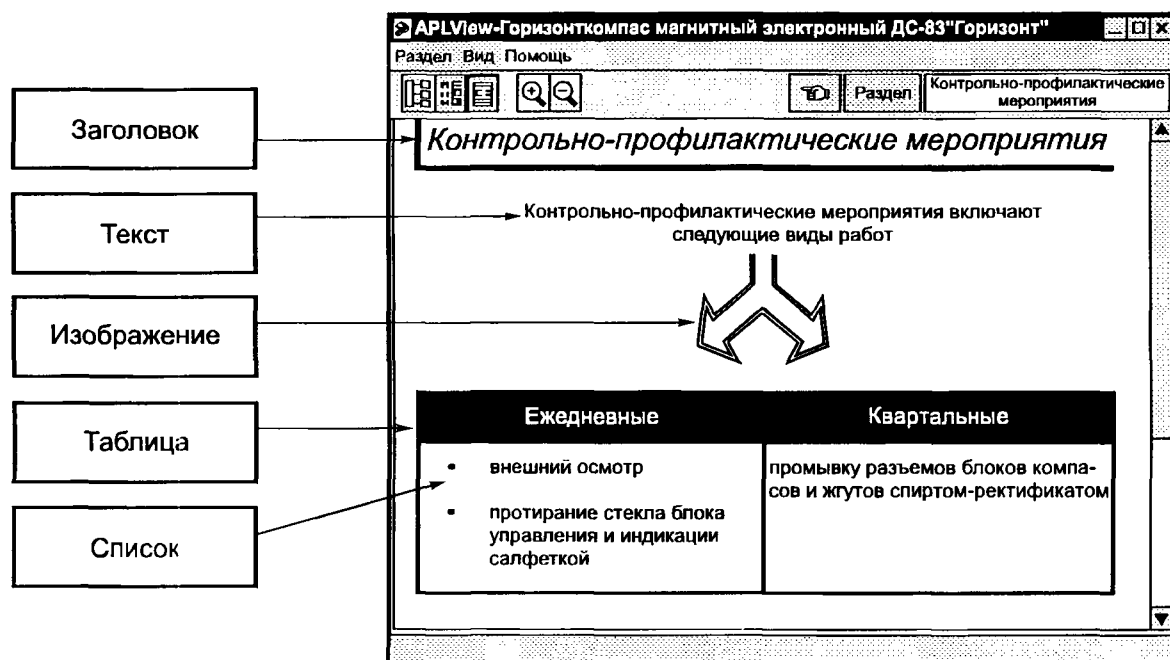 APLView-Горизонткомпас магнитный электронный ДС-83"Горизонт"
Раздел Вид Помощь
Раздел
Контрольно-профилактические
мероприятия
Заголовок
Текст
Изображение
Таблица
Список
Контрольно-профилактические мероприятия
Контрольно-профилактические мероприятия включают
следующие виды работ
Ежедневные
Квартальные
• внешний осмотр
• протирание стекла блока
управления и индикации
салфеткой
промывку разъемов блоков компа-
сов и жгутов спиртом-ректификатом